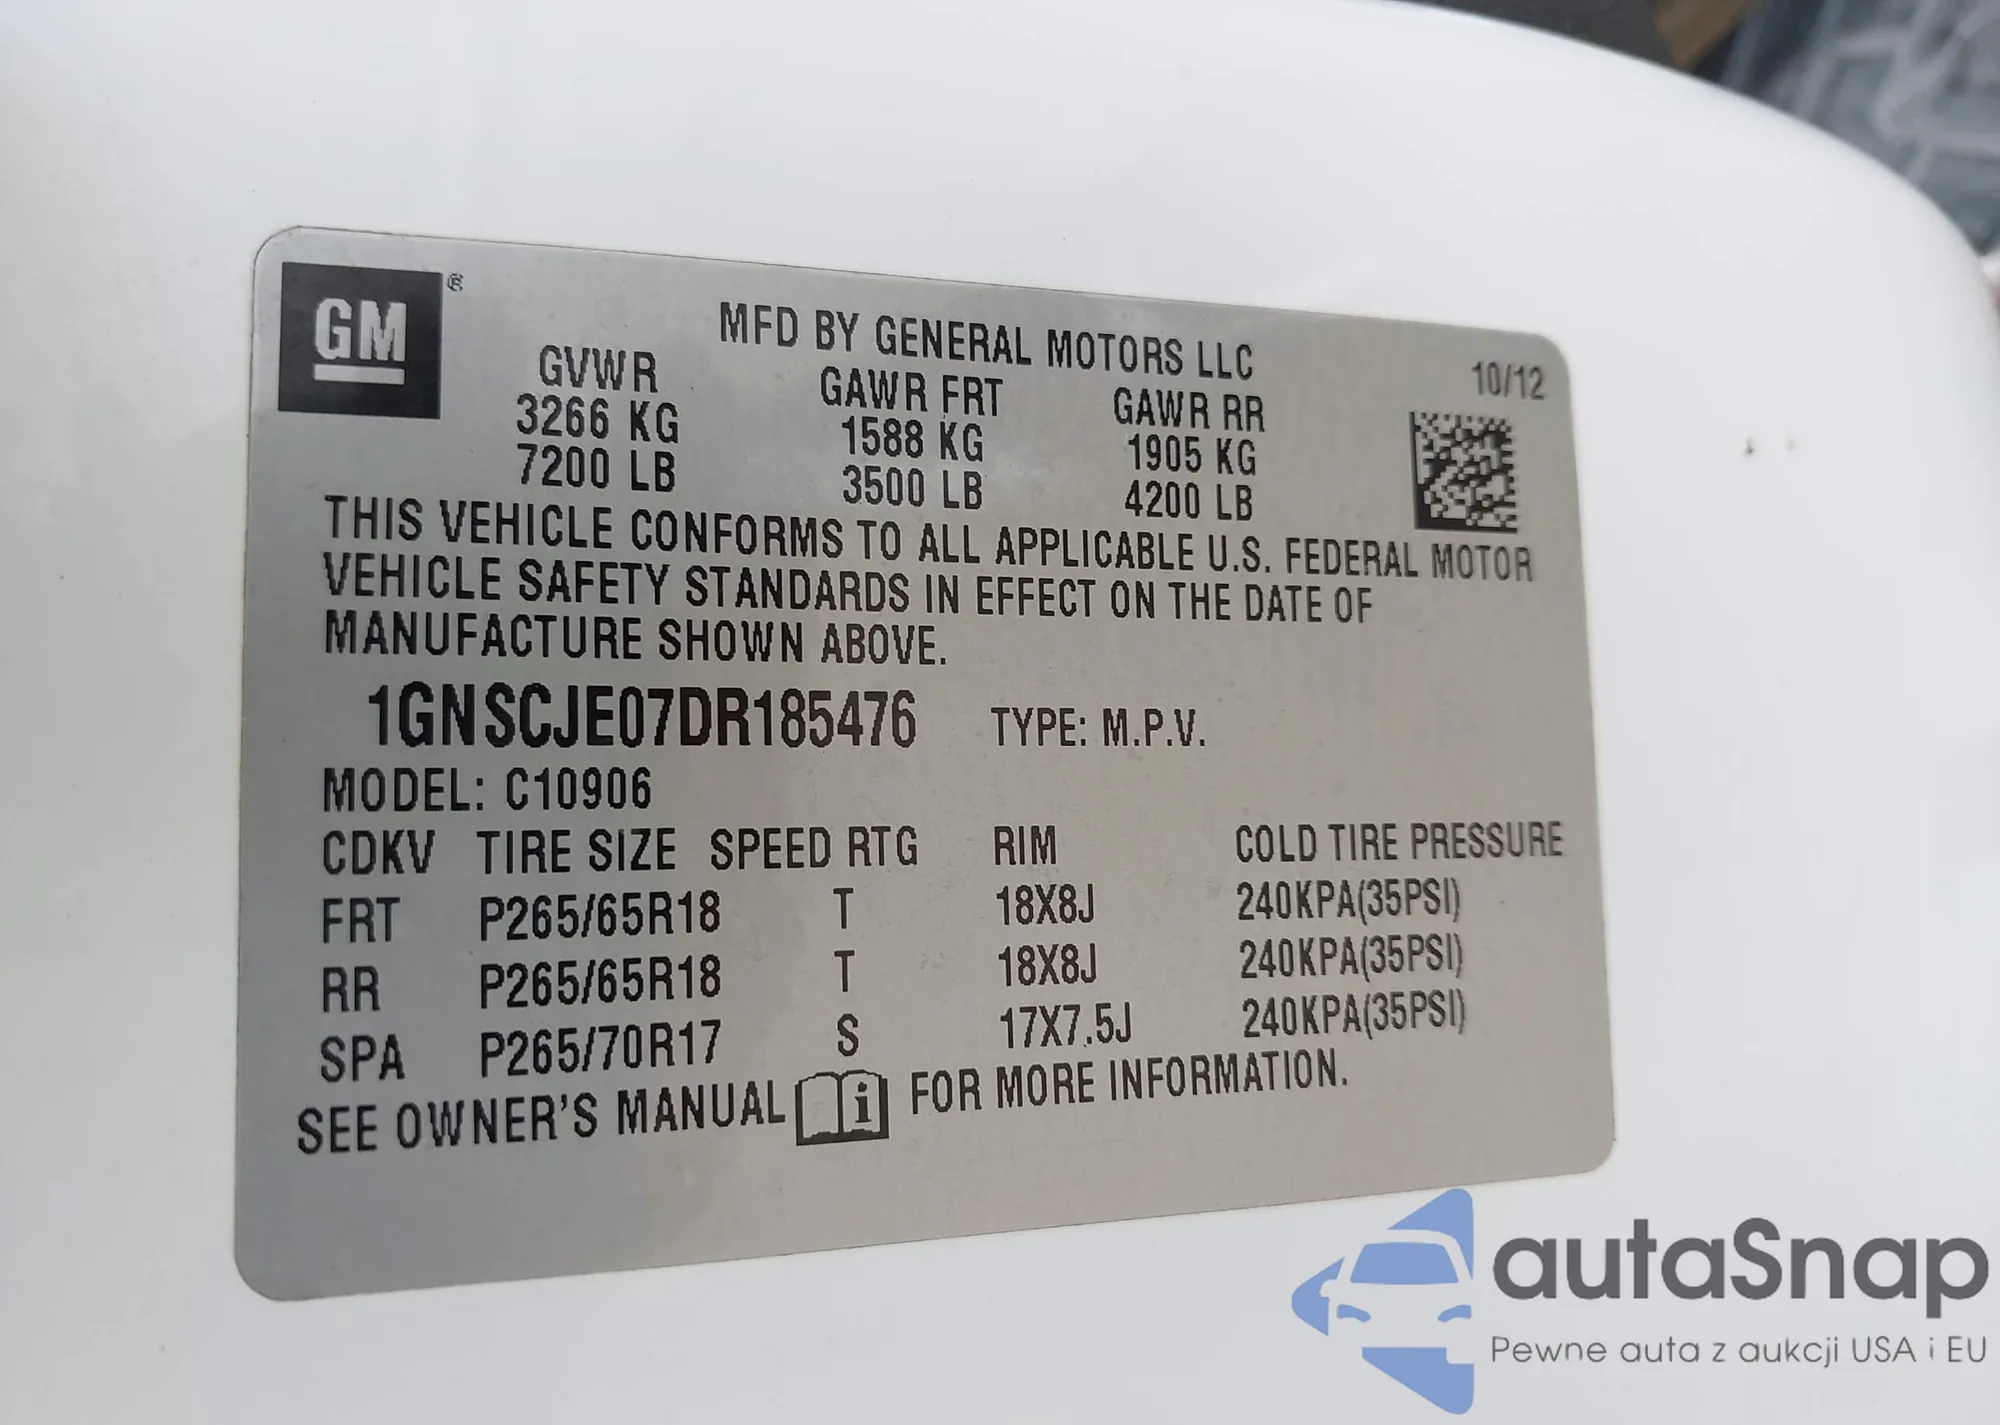 GM ®
MFD BY GENERAL MOTORS LLC
10/12
GVWR GAWR FRT GAWR RR
3266 KG 1588 KG 1905 KG
7200 LB 3500 LB 4200 LB
THIS VEHICLE CONFORMS TO ALL APPLICABLE U.S. FEDERAL MOTOR
VEHICLE SAFETY STANDARDS IN EFFECT ON THE DATE OF
MANUFACTURE SHOWN ABOVE.
1GNSCJE07DR185476 TYPE: M.P.V.
MODEL: C10906
CDKV TIRE SIZE SPEED RTG RIM COLD TIRE PRESSURE
FRT P265/65R18 T 18X8J 240KPA(35PSI)
RR P265/65R18 T 18X8J 240KPA(35PSI)
SPA P265/70R17 S 17X7.5J 240KPA(35PSI)
SEE OWNER'S MANUAL i FOR MORE INFORMATION.
autaSnap
Pewne auta z aukcji USA i EU